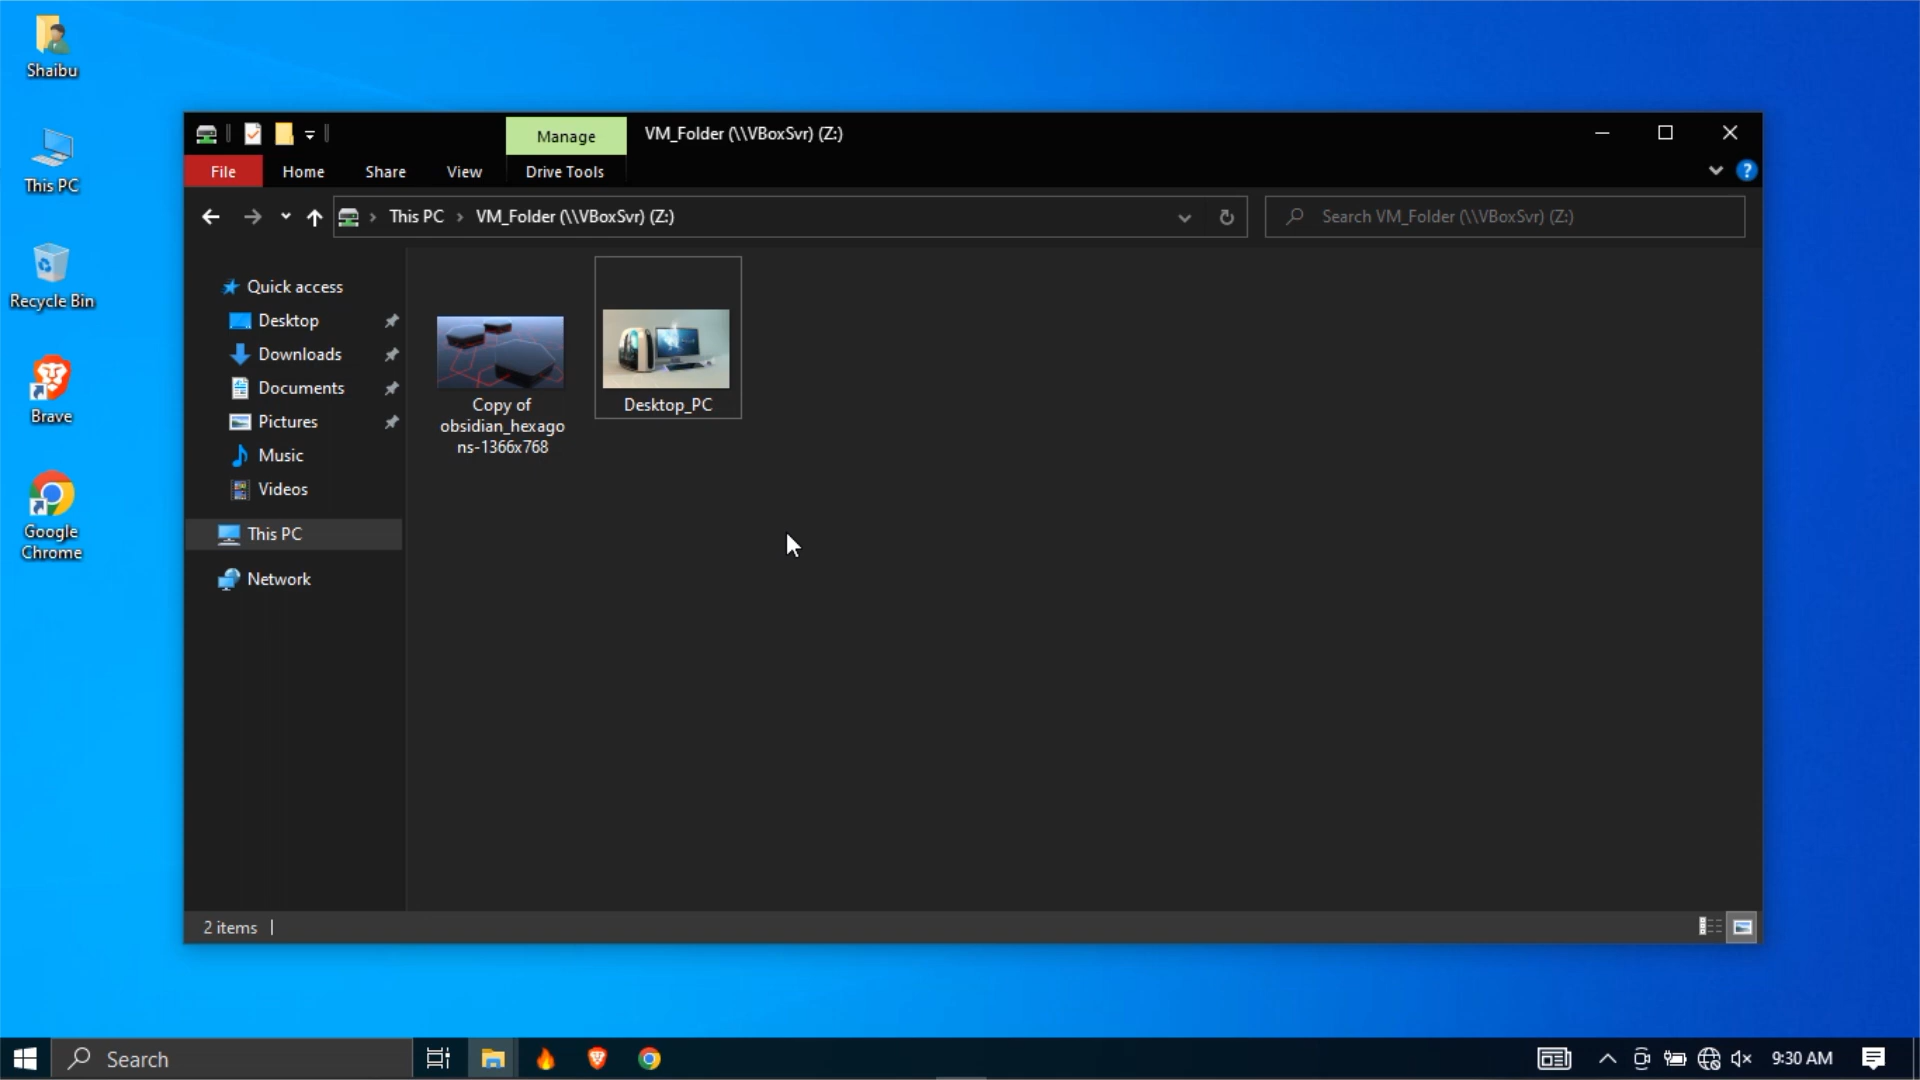 Shaibu
This PC
Recycle Bin
Brave
Google
Chrome
Manage
VM_Folder (\\VBoxSvr) (Z:)
File
Home
Share
View
Drive Tools
?
This PC
VM_Folder (\\VBoxSvr) (Z:)
Search VM_Folder (\\VBoxSvr) (Z:)
Quick access
Desktop
Downloads
Documents
Pictures
Music
Videos
This PC
Network
Copy of
obsidian_hexago
ns-1366x768
Desktop_PC
2 items
Search
9:30 AM